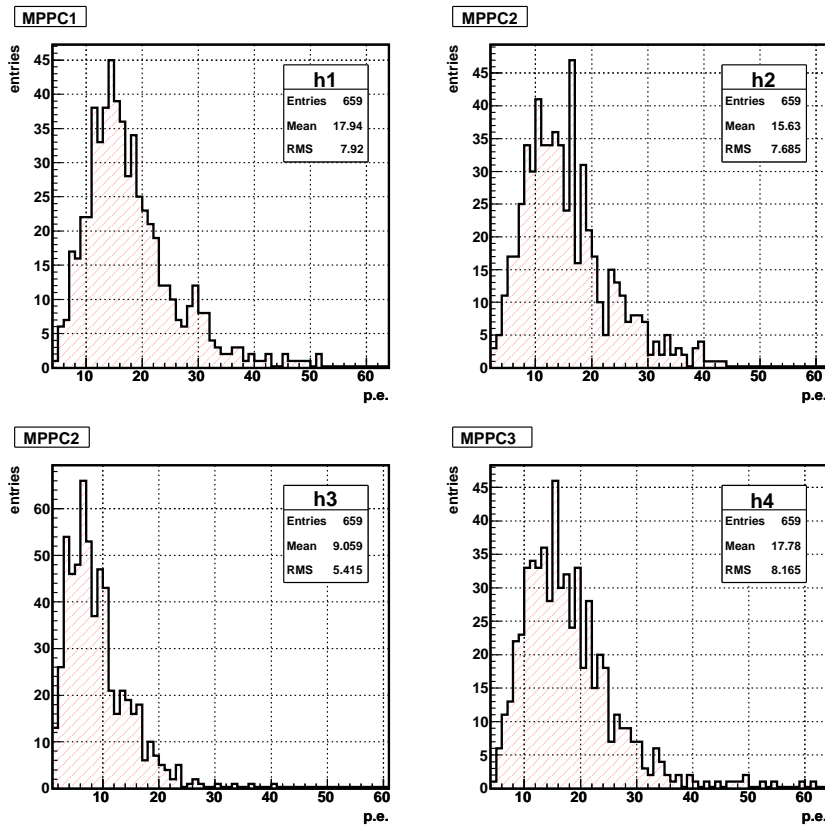 MPPC1
entries
45
40
35
30
25
20
15
10
5
0
10 20 30 40 50 60
p.e.
h1
Entries 659
Mean 17.94
RMS 7.92
MPPC2
entries
45
40
35
30
25
20
15
10
5
0
10 20 30 40 50 60
p.e.
h2
Entries 659
Mean 15.63
RMS 7.685
MPPC2
entries
60
50
40
30
20
10
0
10 20 30 40 50 60
p.e.
h3
Entries 659
Mean 9.059
RMS 5.415
MPPC3
entries
45
40
35
30
25
20
15
10
5
0
10 20 30 40 50 60
p.e.
h4
Entries 659
Mean 17.78
RMS 8.165